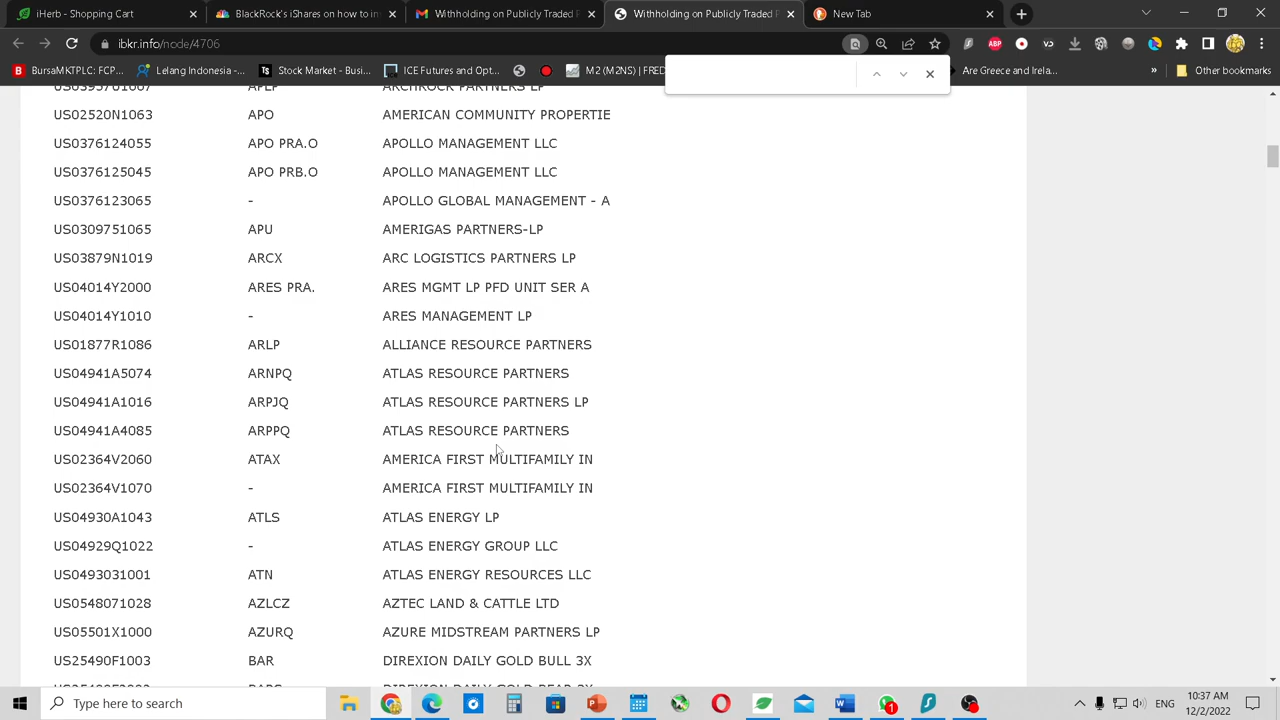 iHerb - Shopping Cart
BlackRock's iShares on how to in
Withholding on Publicly Traded P
Withholding on Publicly Traded P
New Tab
ibkr.info/node/4706
BursaMKTPLC: FCP...
Lelang Indonesia -...
Stock Market - Busi...
ICE Futures and Opt...
M2 (M2NS) | FRED
Are Greece and Irela...
»
Other bookmarks
US03957U1007 APLP ARCHROCK PARTNERS LP
US02520N1063 APO AMERICAN COMMUNITY PROPERTIE
US0376124055 APO PRA.O APOLLO MANAGEMENT LLC
US0376125045 APO PRB.O APOLLO MANAGEMENT LLC
US0376123065 - APOLLO GLOBAL MANAGEMENT - A
US0309751065 APU AMERIGAS PARTNERS-LP
US03879N1019 ARCX ARC LOGISTICS PARTNERS LP
US04014Y2000 ARES PRA. ARES MGMT LP PFD UNIT SER A
US04014Y1010 - ARES MANAGEMENT LP
US01877R1086 ARLP ALLIANCE RESOURCE PARTNERS
US04941A5074 ARNPQ ATLAS RESOURCE PARTNERS
US04941A1016 ARPJQ ATLAS RESOURCE PARTNERS LP
US04941A4085 ARPPQ ATLAS RESOURCE PARTNERS
US02364V2060 ATAX AMERICA FIRST MULTIFAMILY IN
US02364V1070 - AMERICA FIRST MULTIFAMILY IN
US04930A1043 ATLS ATLAS ENERGY LP
US04929Q1022 - ATLAS ENERGY GROUP LLC
US0493031001 ATN ATLAS ENERGY RESOURCES LLC
US0548071028 AZLCZ AZTEC LAND & CATTLE LTD
US05501X1000 AZURQ AZURE MIDSTREAM PARTNERS LP
US25490F1003 BAR DIREXION DAILY GOLD BULL 3X
Type here to search
1
ENG
10:37 AM
12/2/2022